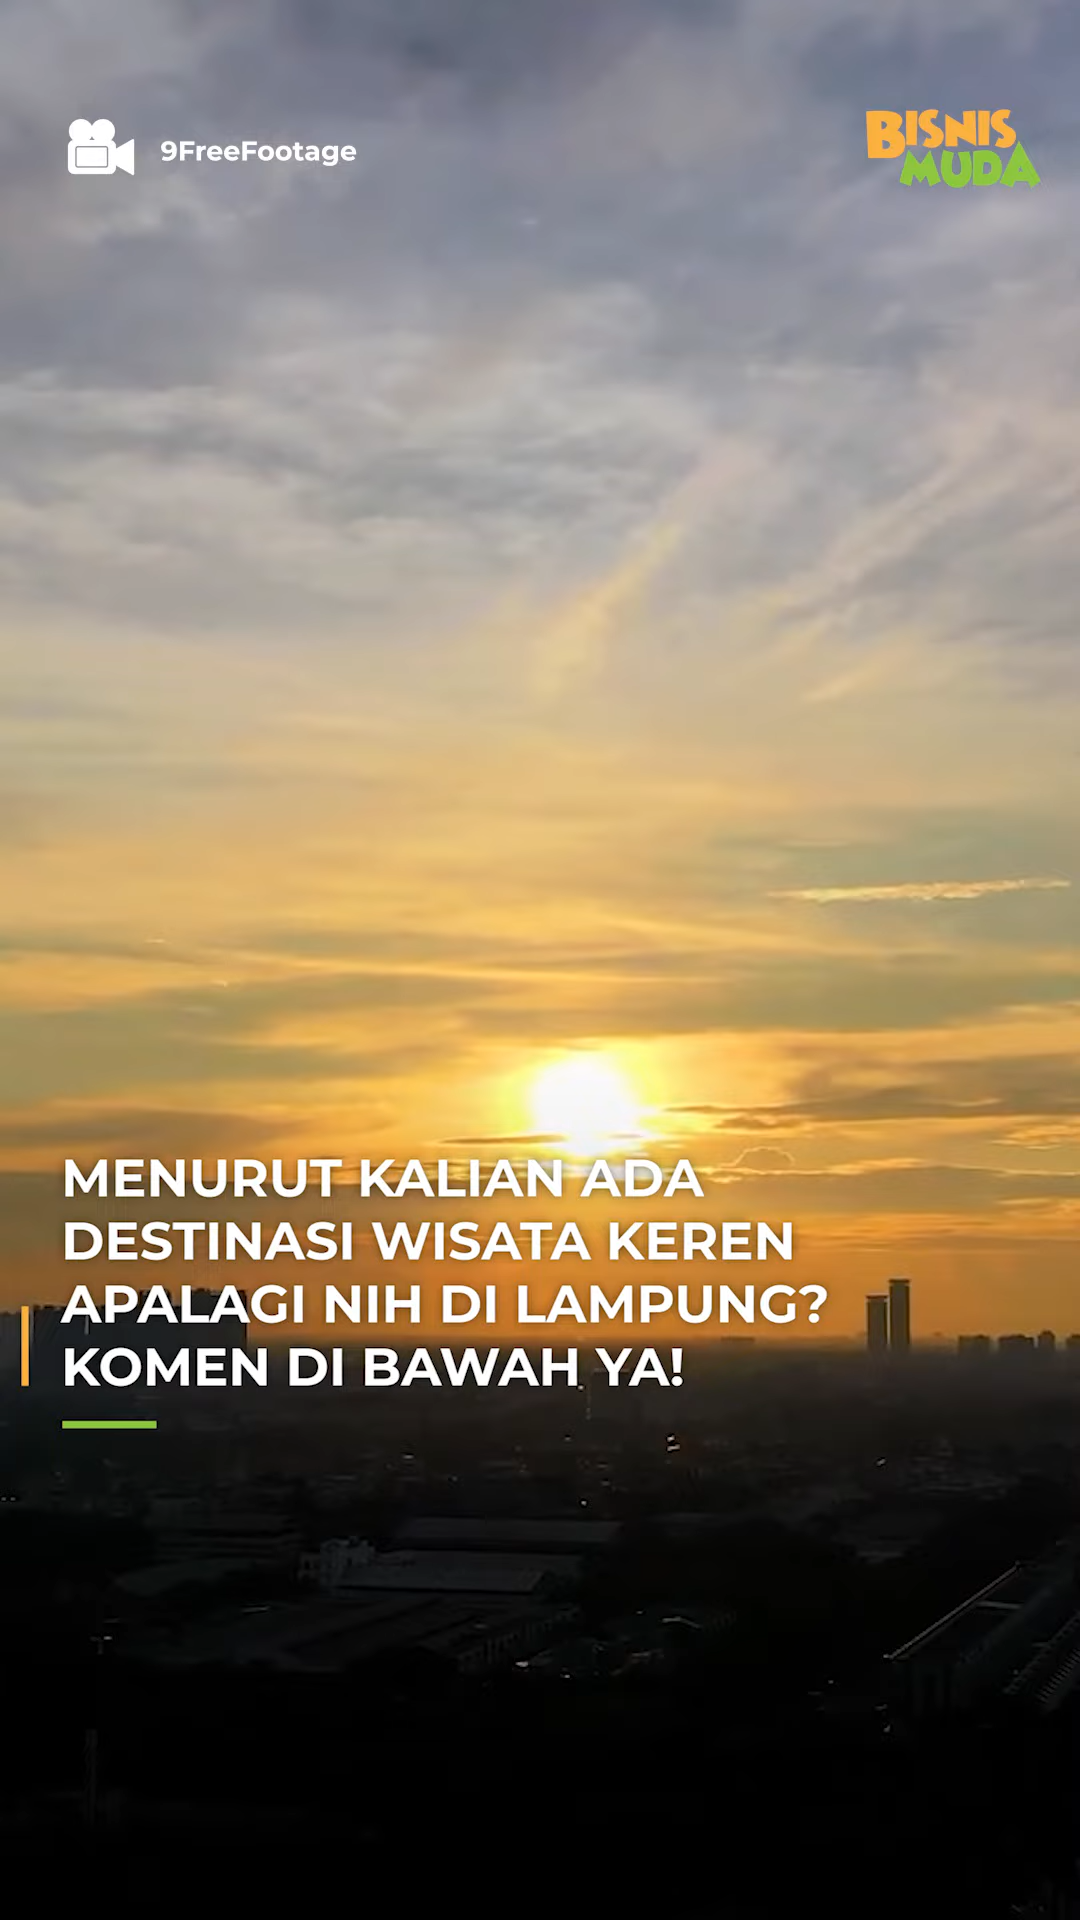 9FreeFootage
BISNIS
MUDA
MENURUT KALIAN ADA
DESTINASI WISATA KEREN
APALAGI NIH DI LAMPUNG?
KOMEN DI BAWAH YA!